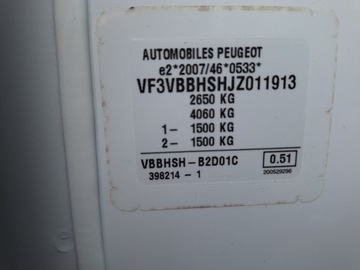 AUTOMOBILES PEUGEOT
e2*2007/46*0533*
VF3VBBHSHJZ011913
2650 KG
4060 KG
1- 1500 KG
2- 1500 KG
VBBHSH-B2D01C 0.51
398214-1 200529296